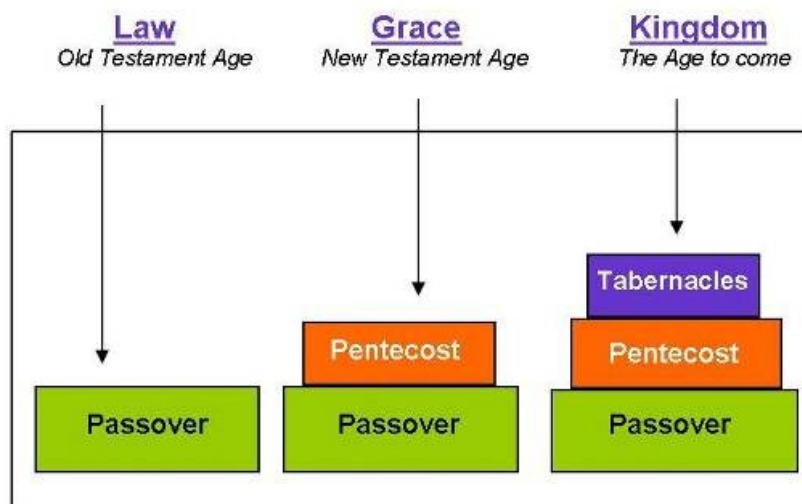 Law
Old Testament Age
Grace
New Testament Age
Kingdom
The Age to come
Passover
Pentecost
Passover
Tabernacles
Pentecost
Passover